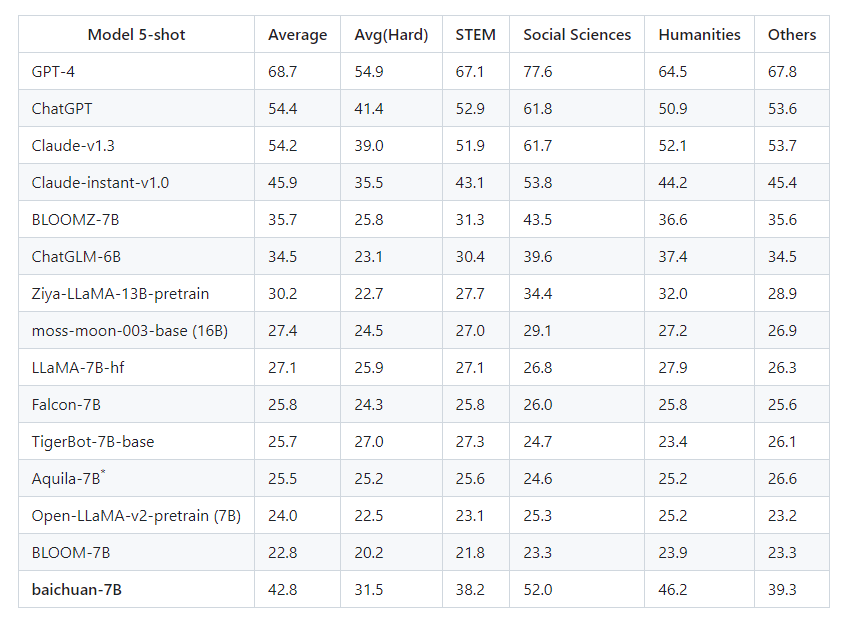 Model 5-shot Average Avg(Hard) STEM Social Sciences Humanities Others
GPT-4 68.7 54.9 67.1 77.6 64.5 67.8
ChatGPT 54.4 41.4 52.9 61.8 50.9 53.6
Claude-v1.3 54.2 39.0 51.9 61.7 52.1 53.7
Claude-instant-v1.0 45.9 35.5 43.1 53.8 44.2 45.4
BLOOMZ-7B 35.7 25.8 31.3 43.5 36.6 35.6
ChatGLM-6B 34.5 23.1 30.4 39.6 37.4 34.5
Ziya-LLaMA-13B-pretrain 30.2 22.7 27.7 34.4 32.0 28.9
moss-moon-003-base (16B) 27.4 24.5 27.0 29.1 27.2 26.9
LLaMA-7B-hf 27.1 25.9 27.1 26.8 27.9 26.3
Falcon-7B 25.8 24.3 25.8 26.0 25.8 25.6
TigerBot-7B-base 25.7 27.0 27.3 24.7 23.4 26.1
Aquila-7B* 25.5 25.2 25.6 24.6 25.2 26.6
Open-LLaMA-v2-pretrain (7B) 24.0 22.5 23.1 25.3 25.2 23.2
BLOOM-7B 22.8 20.2 21.8 23.3 23.9 23.3
baichuan-7B 42.8 31.5 38.2 52.0 46.2 39.3